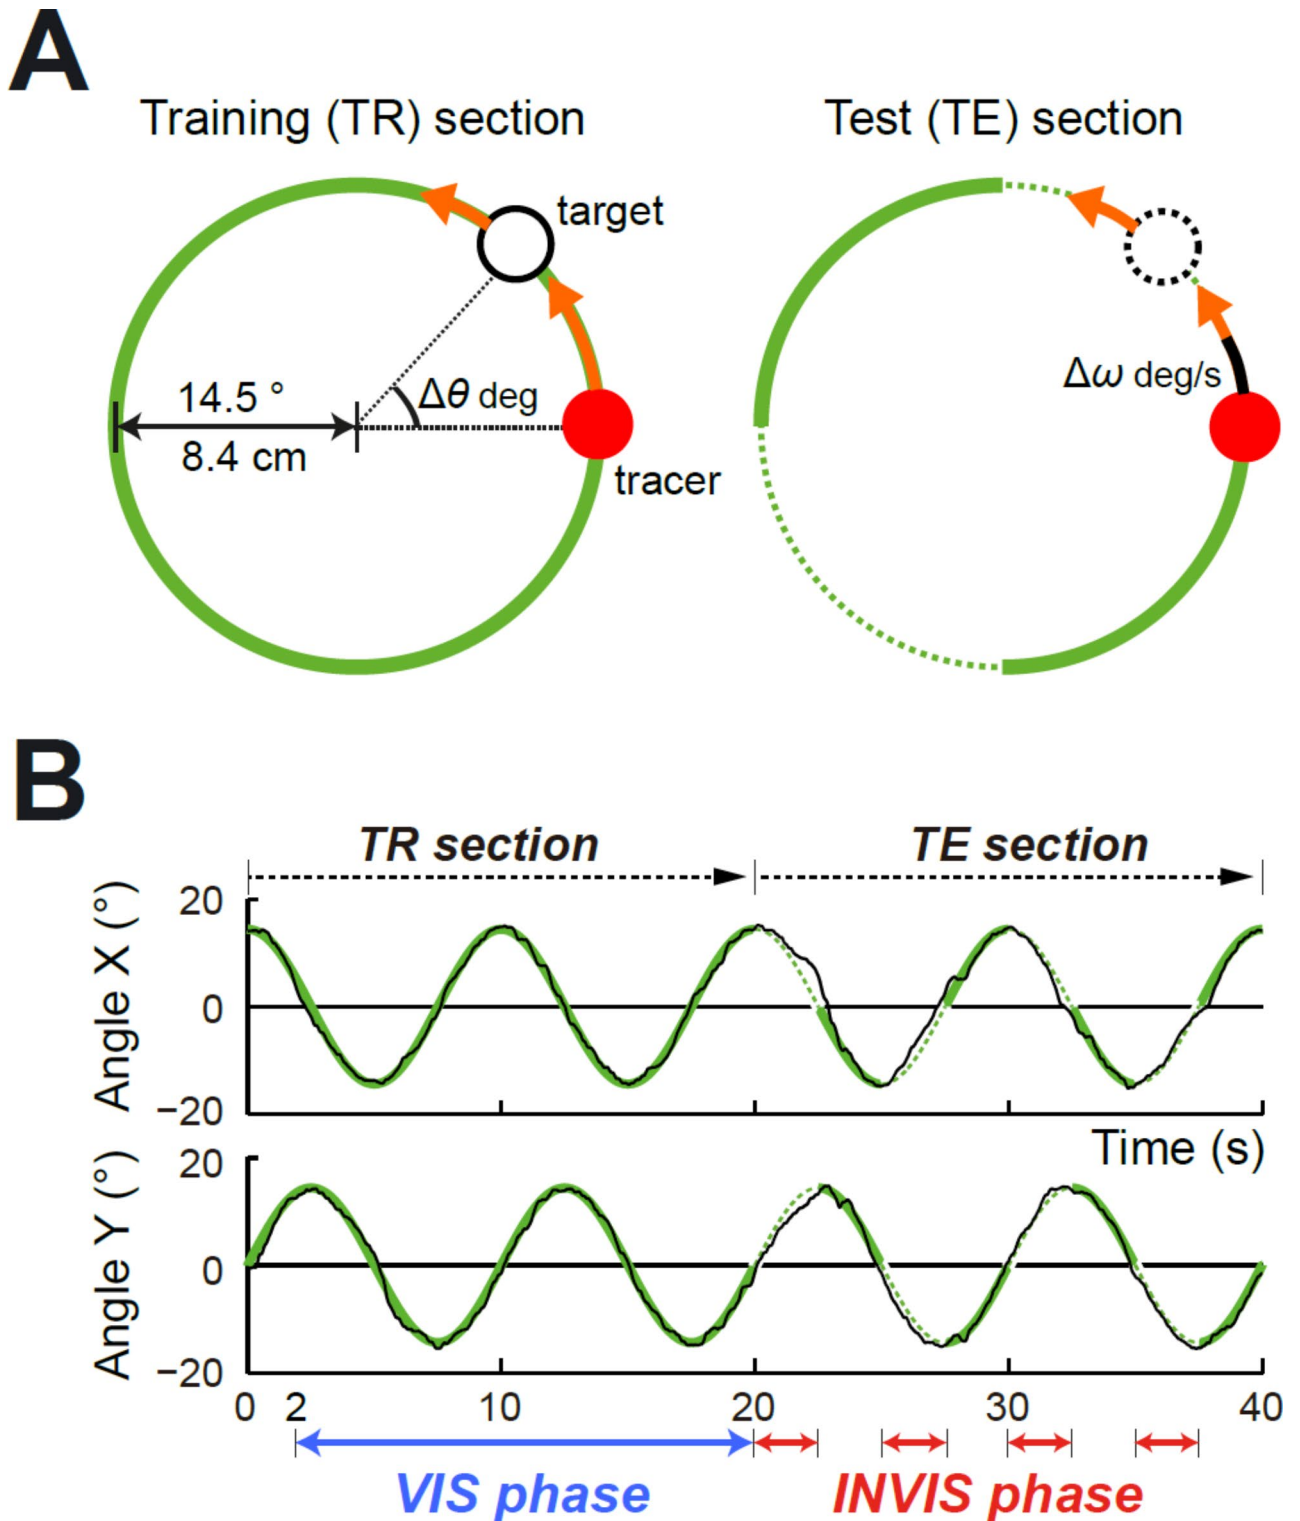 A
Training (TR) section
Test (TE) section
target
14.5 °
Δθ deg
8.4 cm
tracer
Δω deg/s
B
TR section
TE section
Angle X (°)
20
0
−20
Time (s)
Angle Y (°)
20
0
−20
0 2 10 20 30 40
VIS phase
INVIS phase